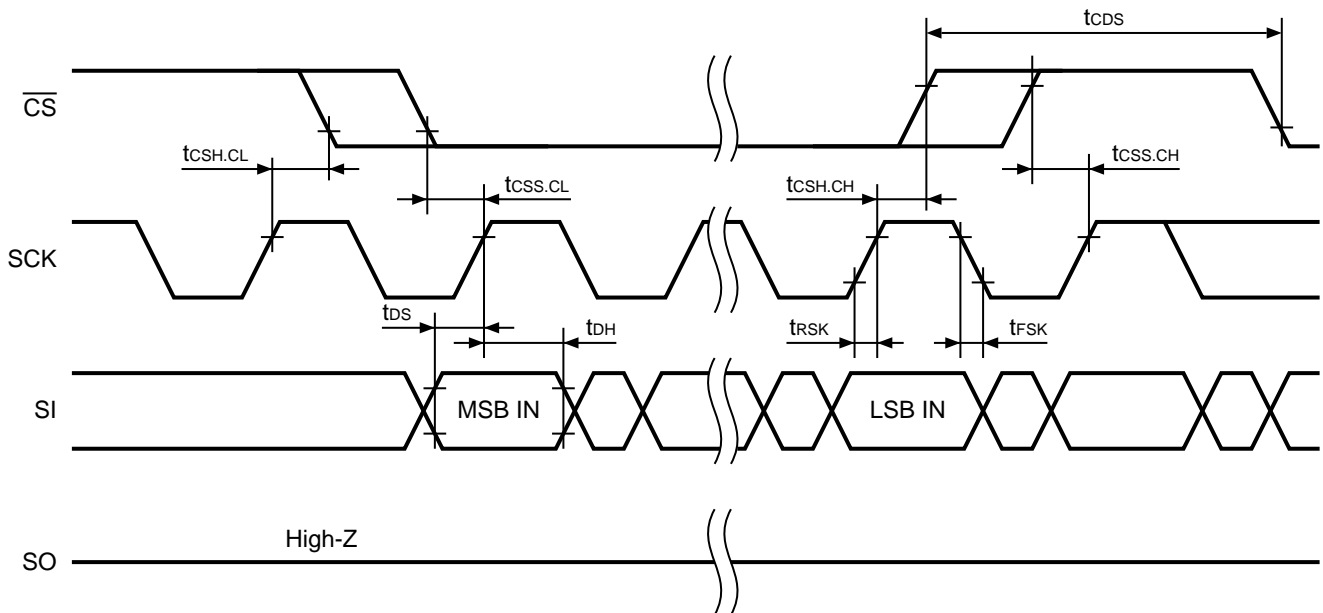 tCDS
CS
tCSH.CL
tCSS.CL
tCSH.CH
tCSS.CH
SCK
tDS
tDH
tRSK
tFSK
SI
MSB IN
LSB IN
High-Z
SO